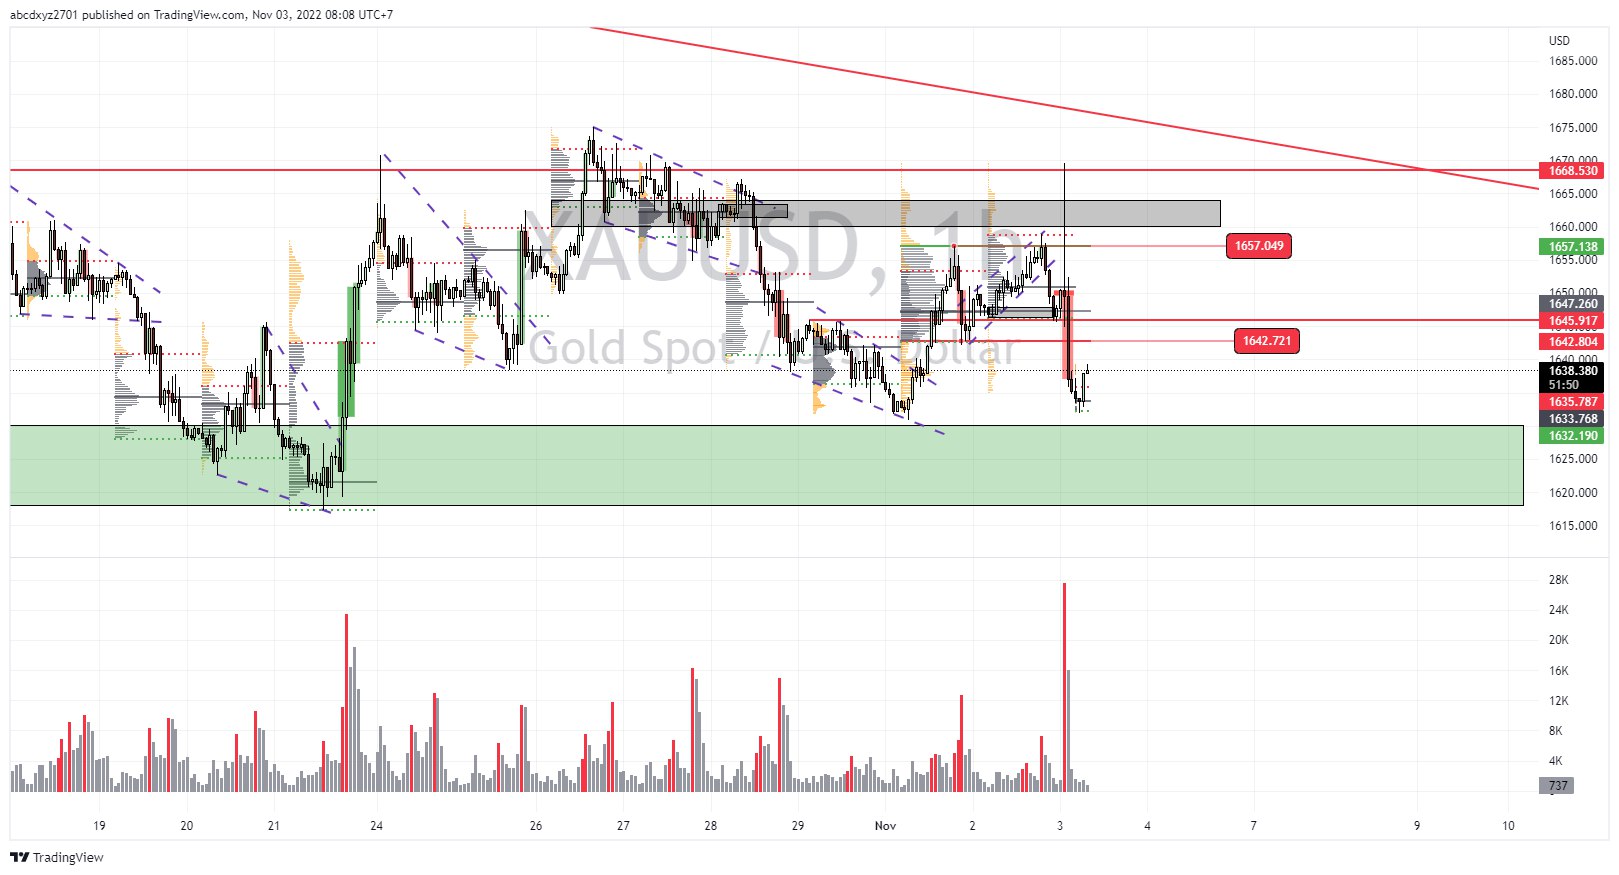 abcdxyz2701 published on TradingView.com, Nov 03, 2022 08:08 UTC+7
USD
1685.000
1680.000
1675.000
1670.000
1668.530
1665.000
1660.000
1657.138
1657.049
1655.000
1650.000
1647.260
1645.917
1642.804
1642.721
1640.000
1638.380
51:50
1635.787
1633.768
1632.190
1625.000
1620.000
1615.000
XAUUSD, 1h
Gold Spot / U.S. Dollar
28K
24K
20K
16K
12K
8K
4K
737
19 20 21 24 26 27 28 29 Nov 2 3 4 7 9 10
TradingView